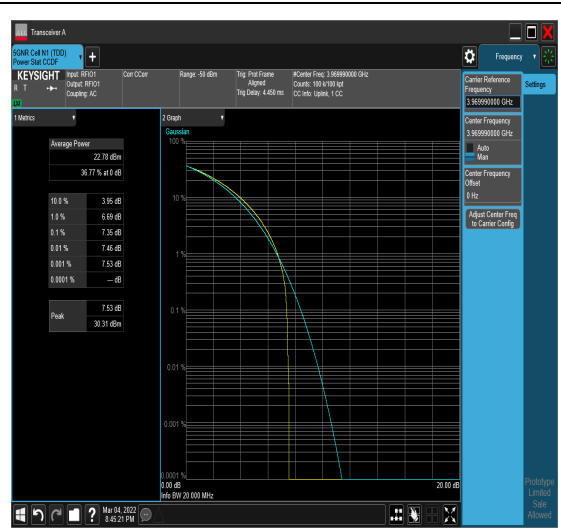 Transceiver A
5GNR Cell N1 (TDD)
Power Stat CCDF
Frequency
KEYSIGHT
R T
LV
Input: RFIO1
Output: RFIO1
Coupling: AC
Corr CCorr
Range: -50 dBm
Trig: Prot Frame
Aligned
Trig Delay: 4.450 ms
#Center Freq: 3.969990000 GHz
Counts: 100 k/100 kpt
CC Info: Uplink, 1 CC
Carrier Reference
Frequency
3.969990000 GHz
Settings
Center Frequency
3.969990000 GHz
Auto
Man
Center Frequency
Offset
0 Hz
Adjust Center Freq
to Carrier Config
1 Metrics
Average Power
22.78 dBm
36.77 % at 0 dB
10.0 % 3.95 dB
1.0 % 6.69 dB
0.1 % 7.35 dB
0.01 % 7.46 dB
0.001 % 7.53 dB
0.0001 % --- dB
Peak
7.53 dB
30.31 dBm
2 Graph
Gaussian
100 %
10 %
1 %
0.1 %
0.01 %
0.001 %
0.0001 %
0.00 dB
20.00 dB
Info BW 20.000 MHz
Mar 04, 2022
8:45:21 PM
Prototype
Limited
Sale
Allowed